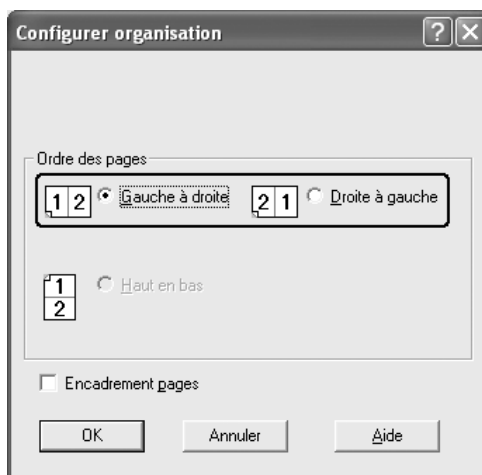 Configurer organisation
Ordre des pages
1 2 Gauche à droite 2 1 Droite à gauche
1 Haut en bas
2
Encadrement pages
OK Annuler Aide